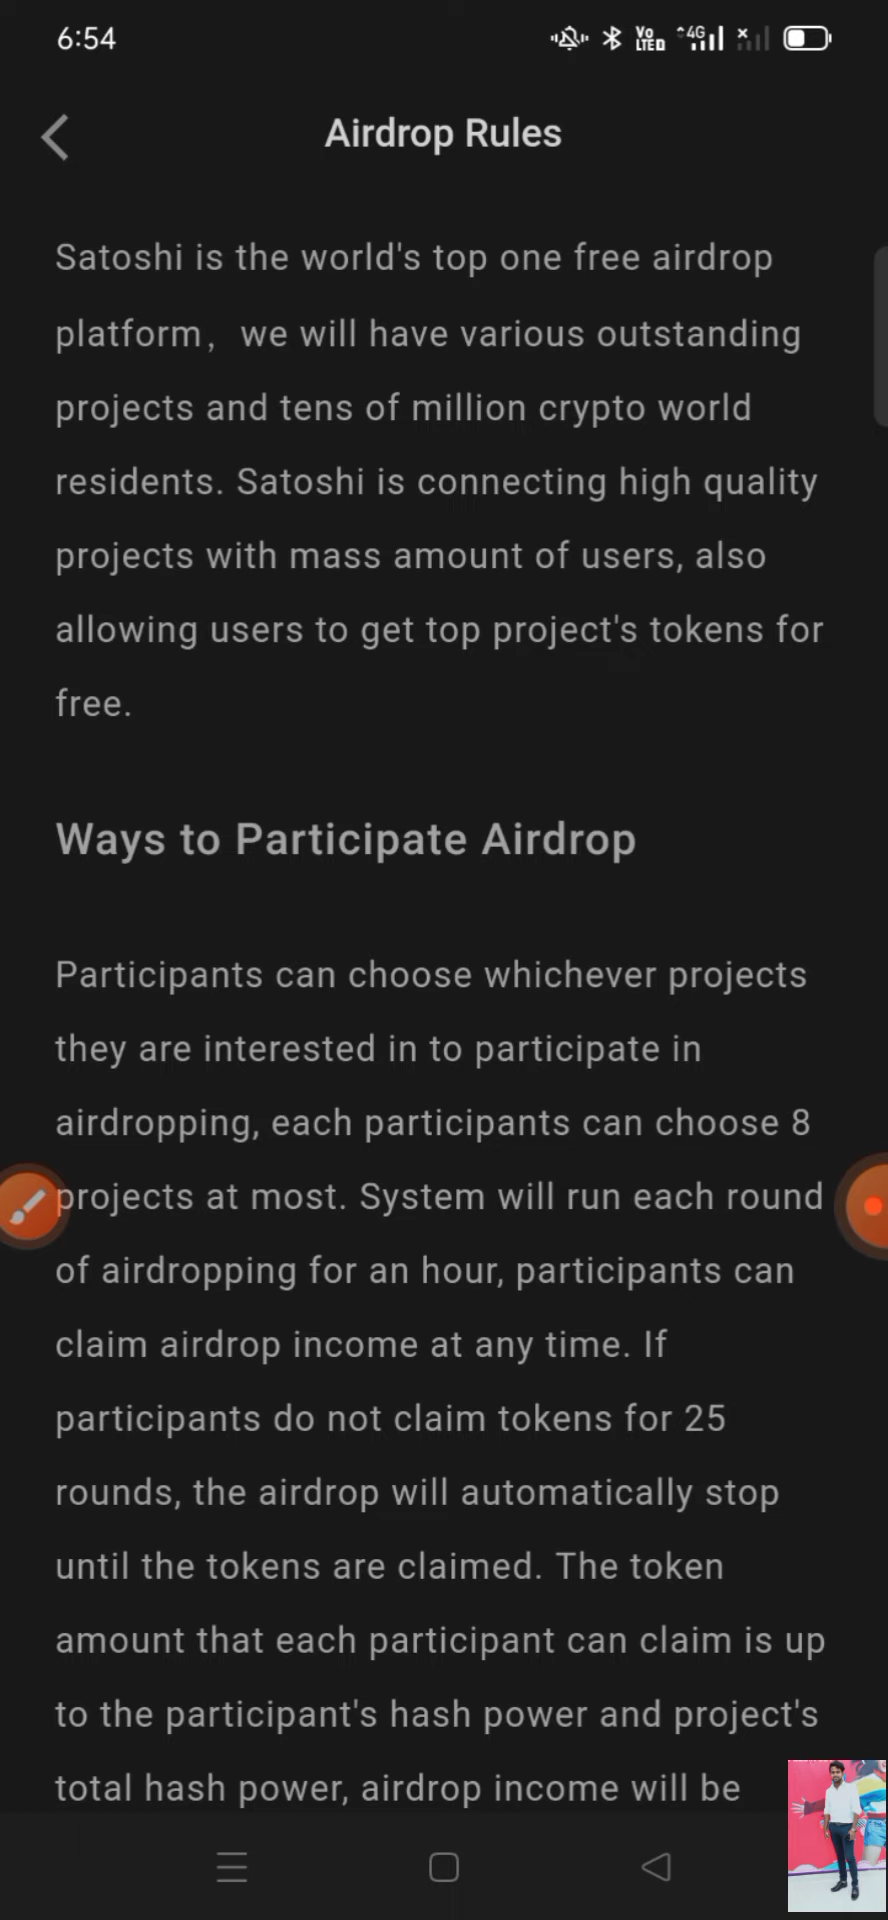 6:54
Vo
LTED
4G
Airdrop Rules
Satoshi is the world's top one free airdrop
platform，we will have various outstanding
projects and tens of million crypto world
residents. Satoshi is connecting high quality
projects with mass amount of users, also
allowing users to get top project's tokens for
free.
Ways to Participate Airdrop
Participants can choose whichever projects
they are interested in to participate in
airdropping, each participants can choose 8
projects at most. System will run each round
of airdropping for an hour, participants can
claim airdrop income at any time. If
participants do not claim tokens for 25
rounds, the airdrop will automatically stop
until the tokens are claimed. The token
amount that each participant can claim is up
to the participant's hash power and project's
total hash power, airdrop income will be